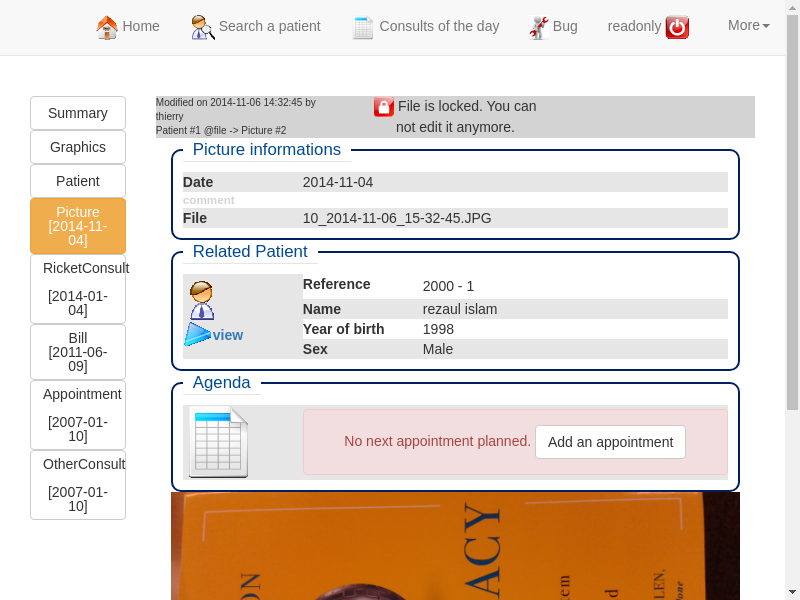 Home
Search a patient
Consults of the day
Bug
readonly
More
Summary
Graphics
Patient
Picture
[2014-11-
04]
RicketConsult
[2014-01-
04]
Bill
[2011-06-
09]
Appointment
[2007-01-
10]
OtherConsult
[2007-01-
10]
Modified on 2014-11-06 14:32:45 by
thierry
Patient #1 @file -> Picture #2
File is locked. You can
not edit it anymore.
Picture informations
Date 2014-11-04
comment
File 10_2014-11-06_15-32-45.JPG
Related Patient
view
Reference 2000 - 1
Name rezaul islam
Year of birth 1998
Sex Male
Agenda
No next appointment planned. Add an appointment
ON
ACY
em
d
LEN,
one